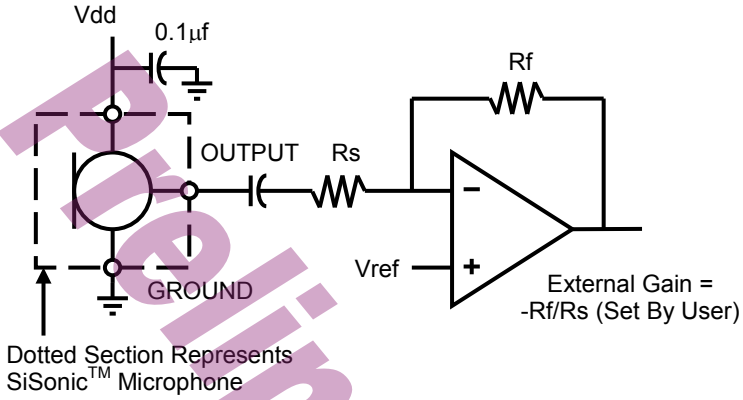 Vdd
0.1μf
Rf
OUTPUT
Rs
−
Vref
+
GROUND
External Gain =
-Rf/Rs (Set By User)
Dotted Section Represents
SiSonic™ Microphone
Prelim